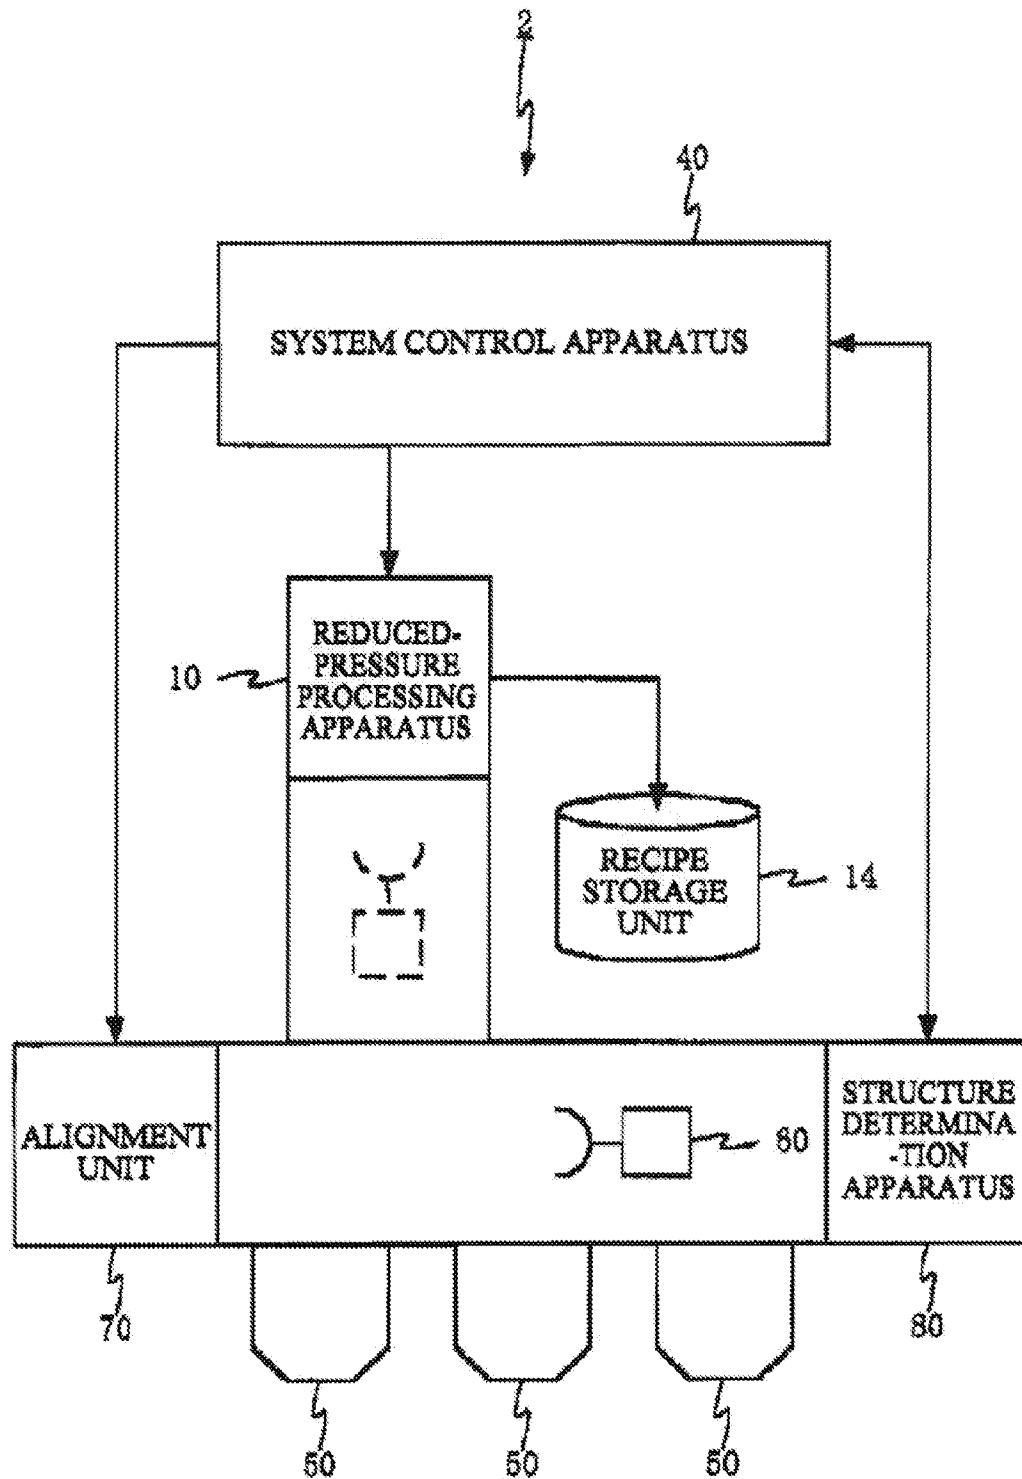 2
40
SYSTEM CONTROL APPARATUS
REDUCED-
PRESSURE
PROCESSING
APPARATUS
10
RECIPE
STORAGE
UNIT
14
ALIGNMENT
UNIT
60
STRUCTURE
DETERMINA
-TION
APPARATUS
70
80
50
50
50